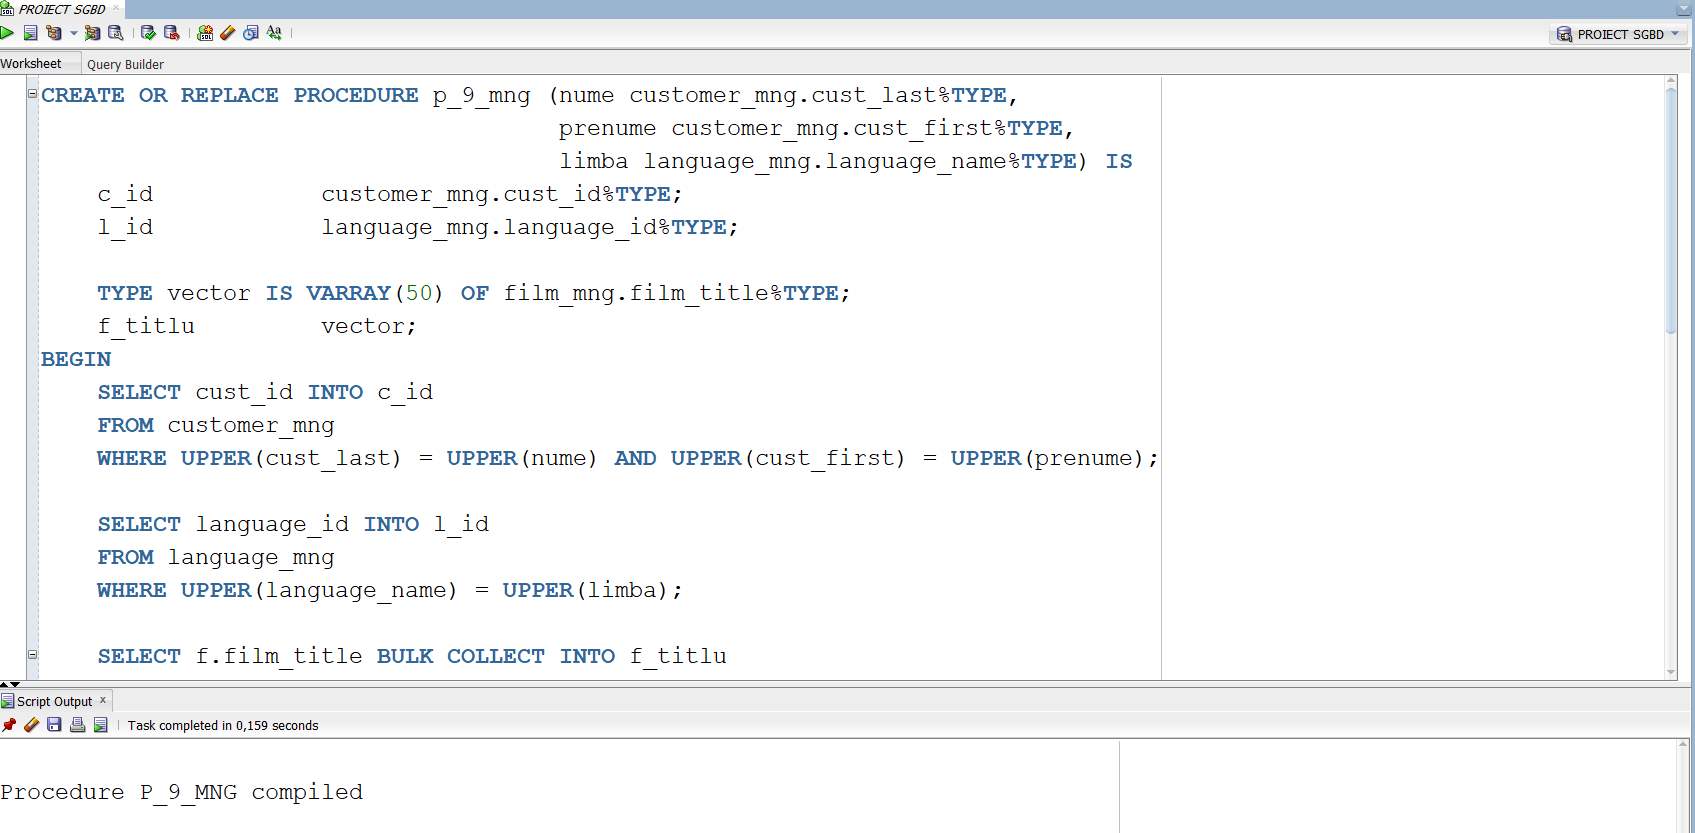 PROIECT SGBD
PROIECT SGBD
Worksheet Query Builder
CREATE OR REPLACE PROCEDURE p_9_mng (nume customer_mng.cust_last%TYPE,
prenume customer_mng.cust_first%TYPE,
limba language_mng.language_name%TYPE) IS
c_id customer_mng.cust_id%TYPE;
l_id language_mng.language_id%TYPE;
TYPE vector IS VARRAY(50) OF film_mng.film_title%TYPE;
f_titlu vector;
BEGIN
SELECT cust_id INTO c_id
FROM customer_mng
WHERE UPPER(cust_last) = UPPER(nume) AND UPPER(cust_first) = UPPER(prenume);
SELECT language_id INTO l_id
FROM language_mng
WHERE UPPER(language_name) = UPPER(limba);
SELECT f.film_title BULK COLLECT INTO f_titlu
Script Output x
Task completed in 0,159 seconds
Procedure P_9_MNG compiled